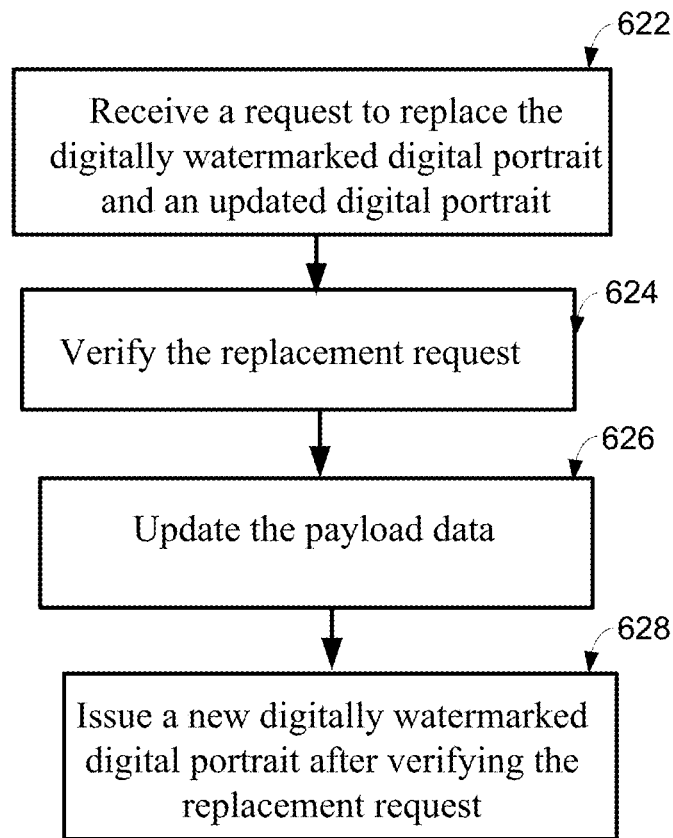 622
Receive a request to replace the
digitally watermarked digital portrait
and an updated digital portrait
624
Verify the replacement request
626
Update the payload data
628
Issue a new digitally watermarked
digital portrait after verifying the
replacement request